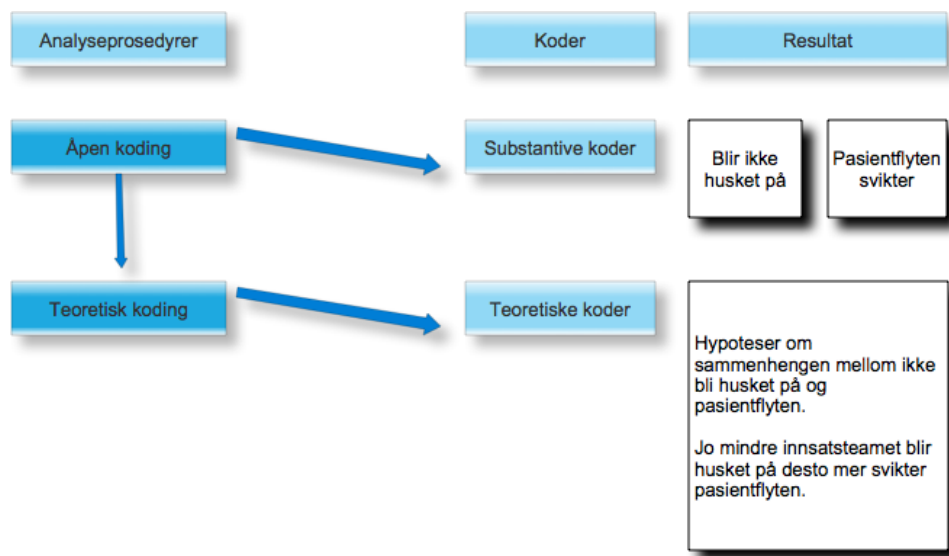 Analyseprosedyrer
Koder
Resultat
Åpen koding
Substantive koder
Blir ikke
husket på
Pasientflyten
svikter
Teoretisk koding
Teoretiske koder
Hypoteser om
sammenhengen mellom ikke
bli husket på og
pasientflyten.
Jo mindre innsatsteamet blir
husket på desto mer svikter
pasientflyten.